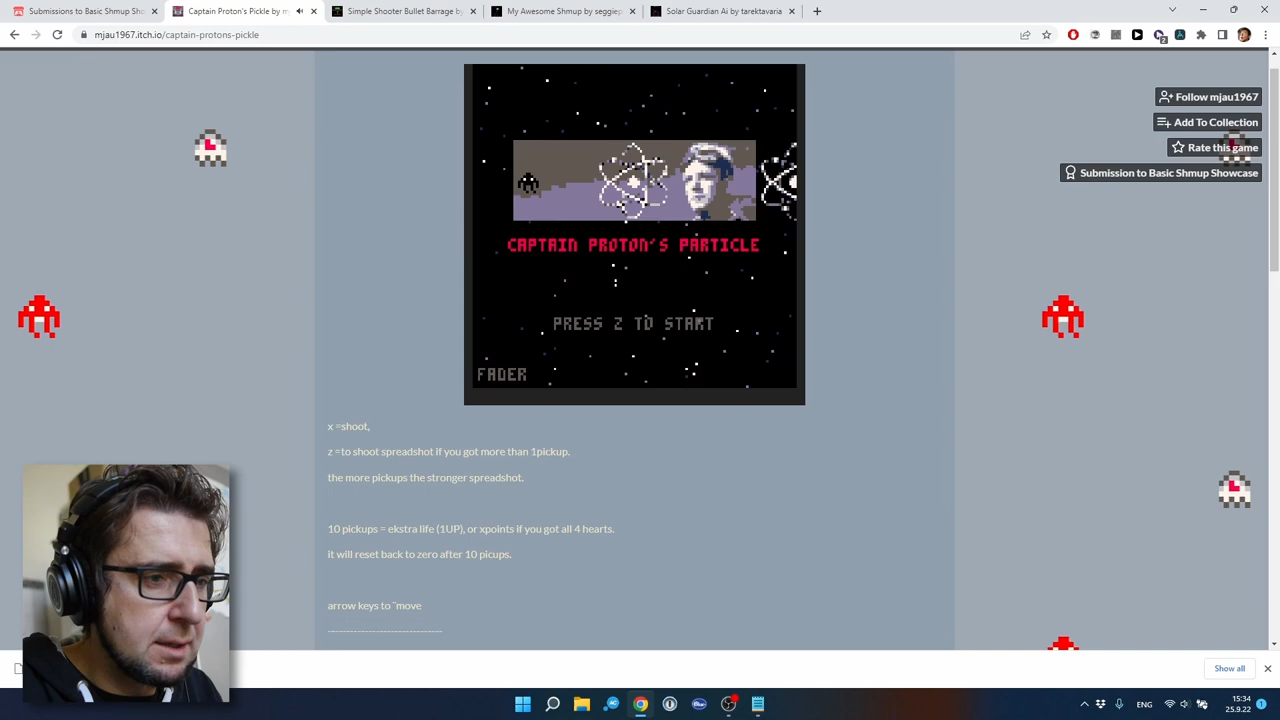 Submissions to Basic Shmup Sho
Captain Proton's Pickle by m
Simple Shooter Bullet Barrage b
My Awesome Shmup by seggiep
Solar Guardian Ai by tarektavaria
mjau1967.itch.io/captain-protons-pickle
2
Follow mjau1967
Add To Collection
Rate this game
Submission to Basic Shmup Showcase
CAPTAIN PROTON'S PARTICLE
PRESS Z TO START
FADER
x =shoot,
z =to shoot spreadshot if you got more than 1pickup.
the more pickups the stronger spreadshot.
10 pickups = ekstra life (1UP), or xpoints if you got all 4 hearts.
it will reset back to zero after 10 picups.
arrow keys to ¨move
--------------------------------
Show all
ENG
15:34
25.9.22
1